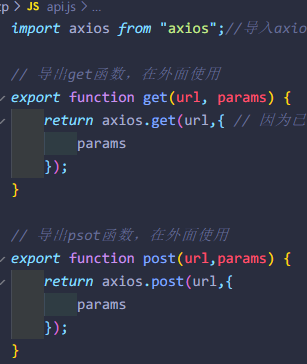 JS api.js > ...
import axios from "axios";//导入axio
// 导出get函数，在外面使用
export function get(url, params) {
return axios.get(url,{ // 因为已
params
});
}
// 导出psot函数，在外面使用
export function post(url,params) {
return axios.post(url,{
params
});
}